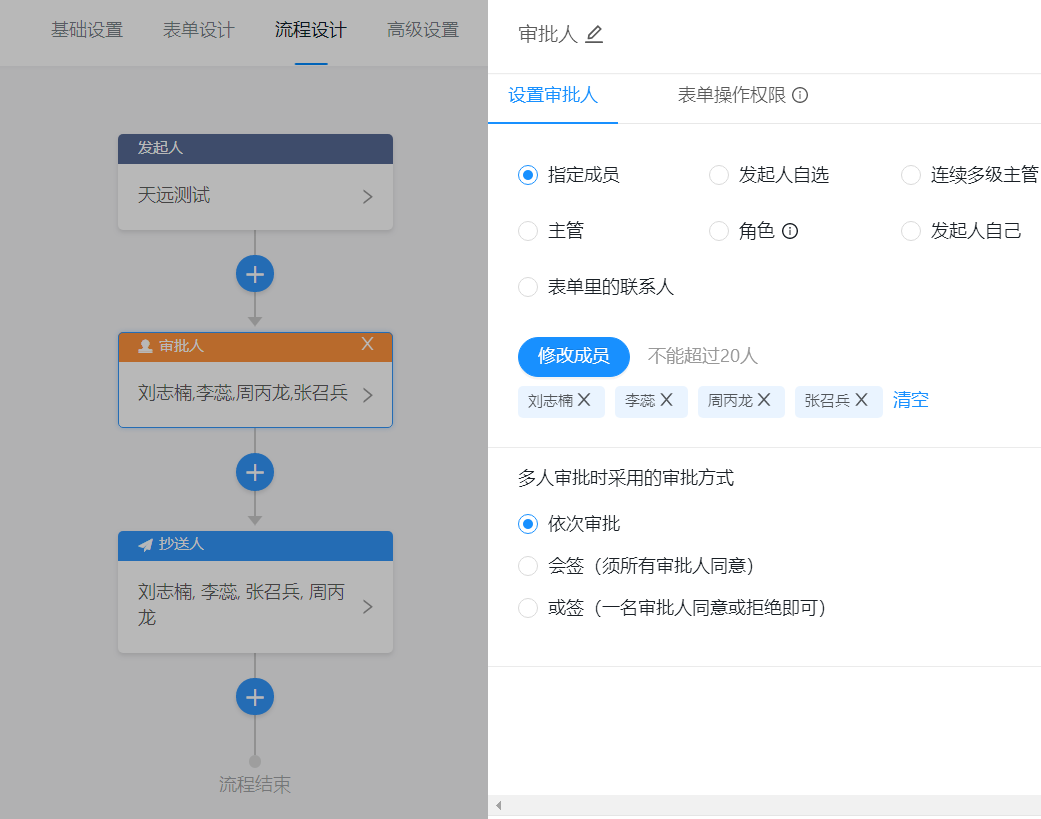 基础设置 表单设计 流程设计 高级设置
发起人
天远测试
审批人 X
刘志楠,李蕊,周丙龙,张召兵
抄送人
刘志楠, 李蕊, 张召兵, 周丙
龙
流程结束
审批人
设置审批人 表单操作权限
指定成员 发起人自选 连续多级主管
主管 角色 发起人自己
表单里的联系人
修改成员 不能超过20人
刘志楠 X 李蕊 X 周丙龙 X 张召兵 X 清空
多人审批时采用的审批方式
依次审批
会签（须所有审批人同意）
或签（一名审批人同意或拒绝即可）